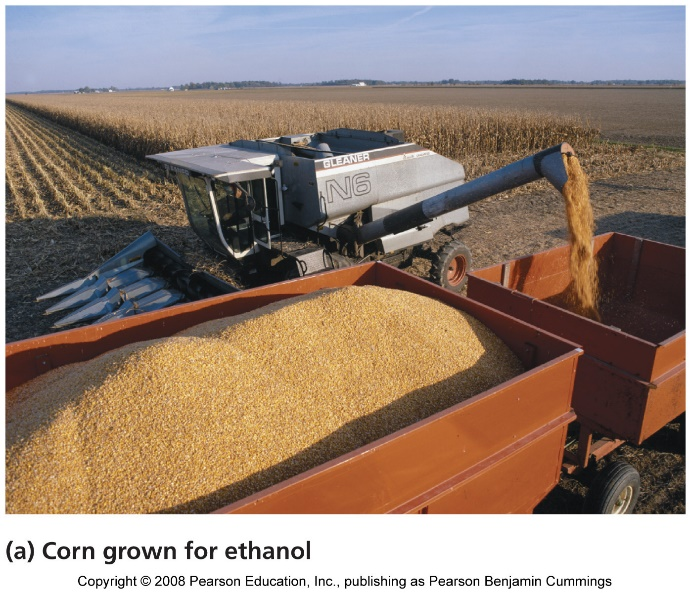 GLEANER
N6
(a) Corn grown for ethanol
Copyright © 2008 Pearson Education, Inc., publishing as Pearson Benjamin Cummings